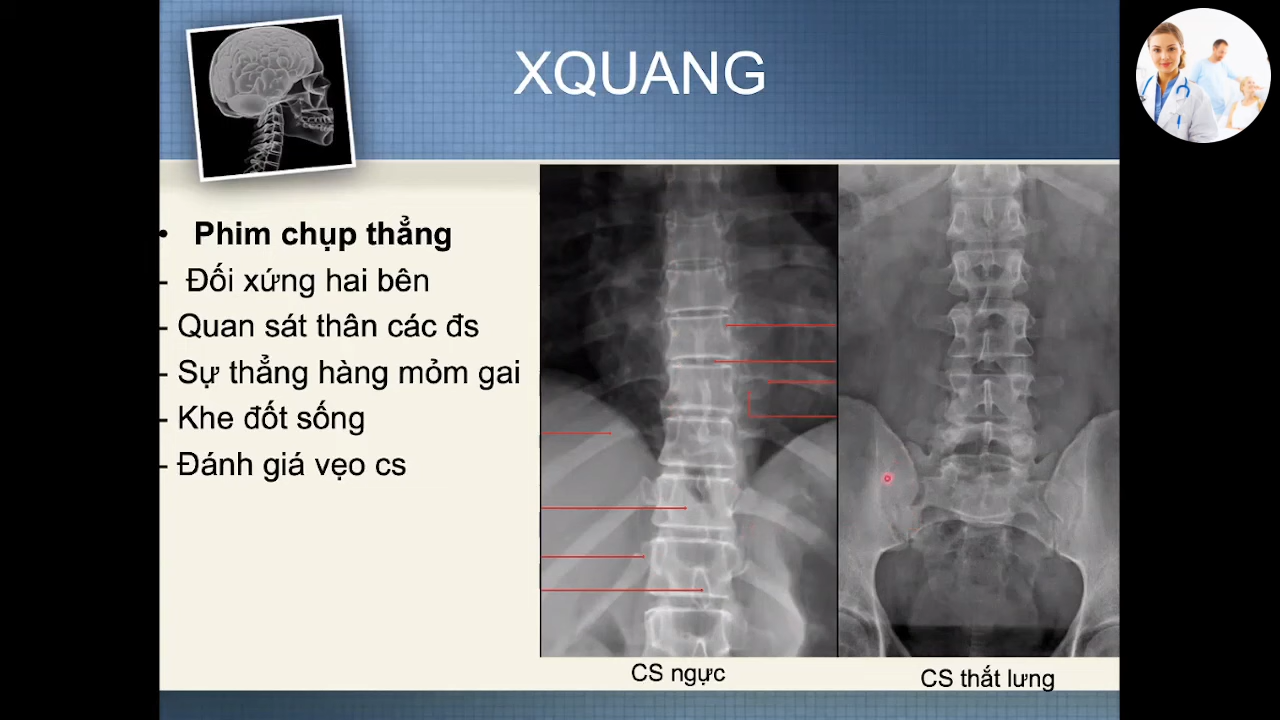 XQUANG
• Phim chụp thẳng
- Đối xứng hai bên
- Quan sát thân các đs
- Sự thẳng hàng mỏm gai
- Khe đốt sống
- Đánh giá vẹo cs
CS ngực
CS thắt lưng